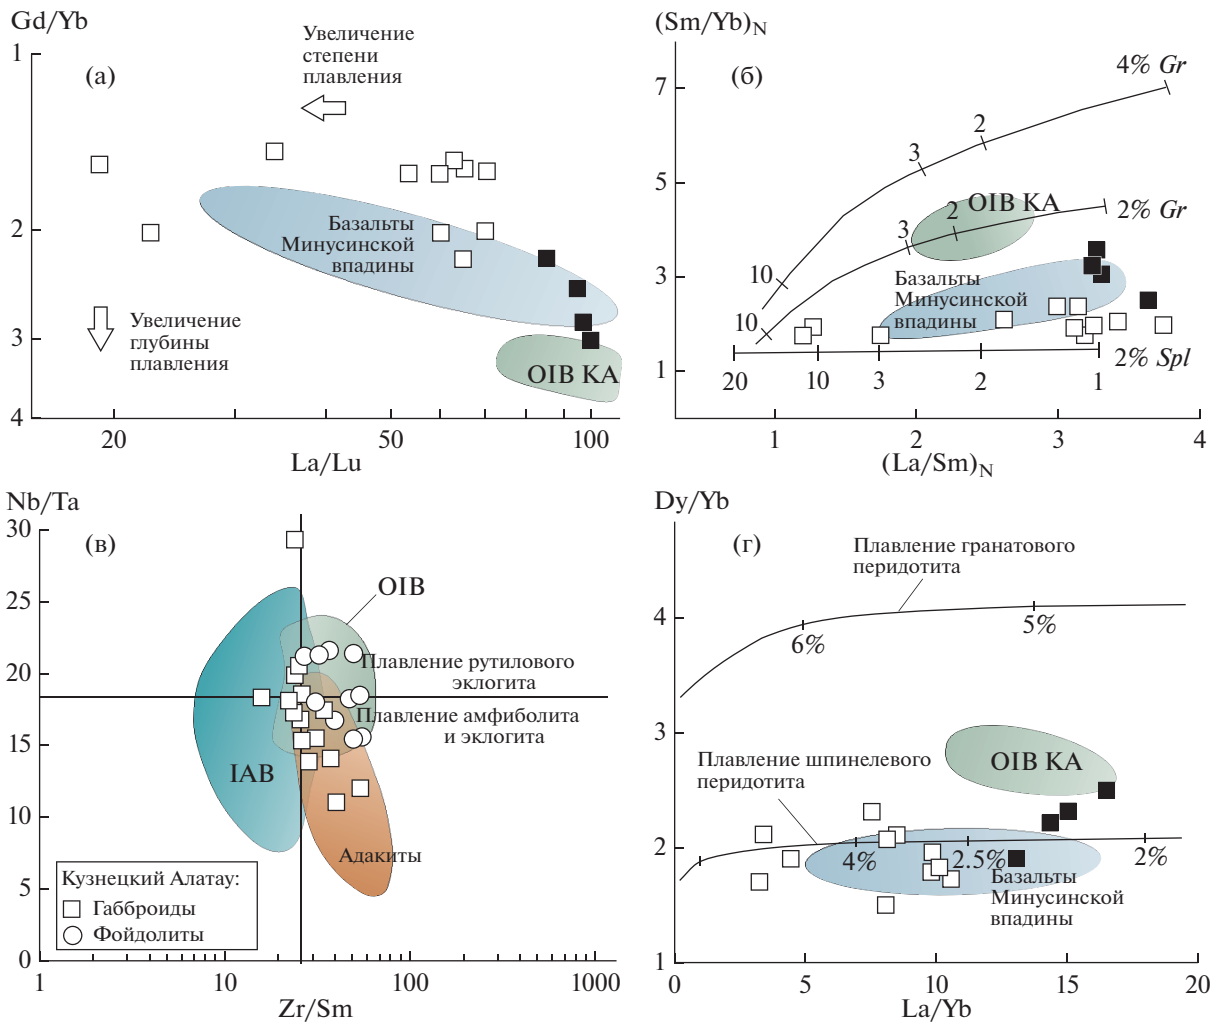 Gd/Yb
1
2
3
4
(а)
Увеличение
степени
плавления
Базальты
Минусинской
впадины
Увеличение
глубины
плавления
OIB KA
20
50
100
La/Lu
(Sm/Yb)N
7
5
3
1
(б)
4% Gr
2
3
10
OIB KA
2% Gr
2
3
10
Базальты
Минусинской
впадины
2% Spl
20
10
3
2
1
1
2
3
4
(La/Sm)N
Nb/Ta
30
25
20
15
10
5
0
(в)
OIB
Плавление рутилового
эклогита
Плавление амфиболита
и эклогита
IAB
Адакиты
Кузнецкий Алатау:
Габброиды
Фойдолиты
1
10
100
1000
Zr/Sm
Dy/Yb
4
3
2
1
(г)
Плавление гранатового
перидотита
6%
5%
OIB KA
Плавление шпинелевого
перидотита
4%
2.5%
2%
Базальты
Минусинской
впадины
0
5
10
15
20
La/Yb